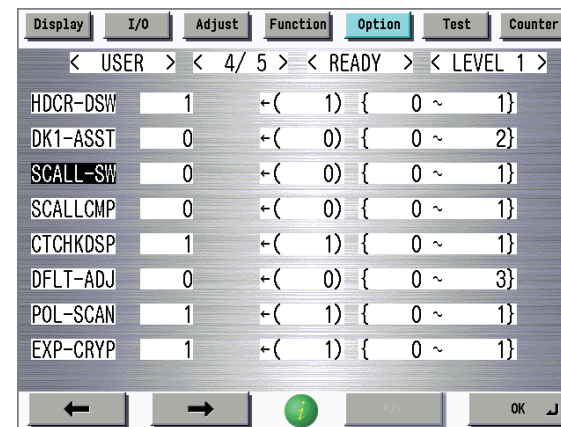 Display I/O Adjust Function Option Test Counter
< USER > < 4/ 5 > < READY > < LEVEL 1 >
HDCR-DSW 1 ←( 1) { 0 ~ 1}
DK1-ASST 0 ←( 0) { 0 ~ 2}
SCALL-SW 0 ←( 0) { 0 ~ 1}
SCALLCMP 0 ←( 0) { 0 ~ 1}
CTCHKDSP 1 ←( 1) { 0 ~ 1}
DFLT-ADJ 0 ←( 0) { 0 ~ 3}
POL-SCAN 1 ←( 1) { 0 ~ 1}
EXP-CRYP 1 ←( 1) { 0 ~ 1}
← → i +/- OK ↵